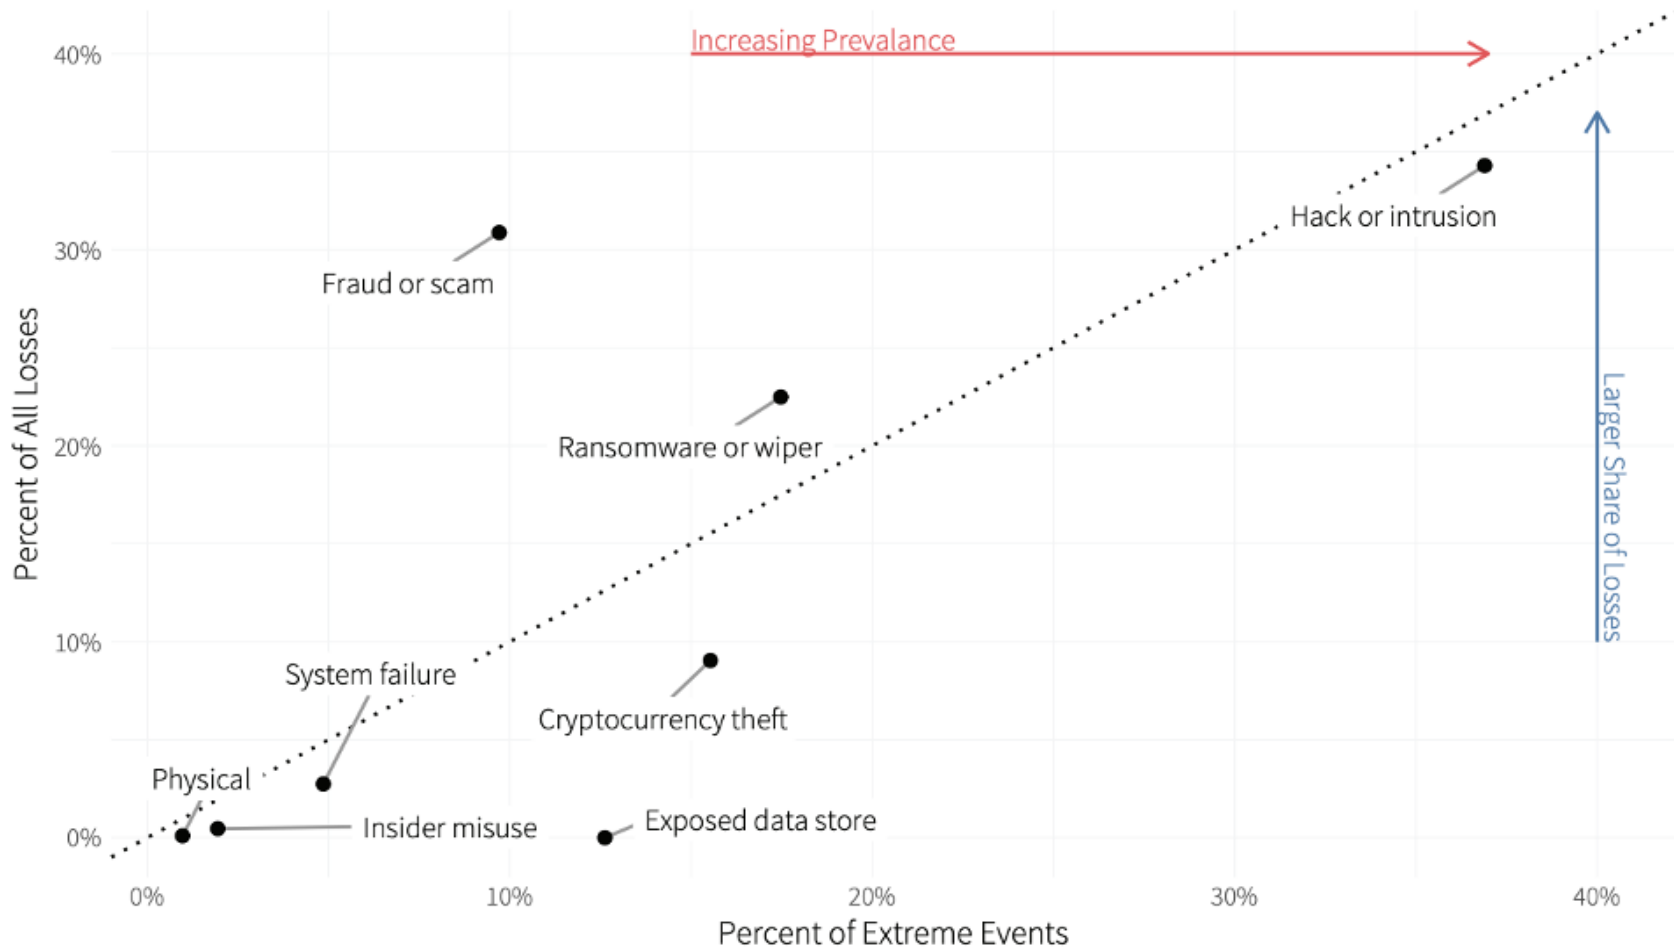 Increasing Prevalance
40%
Hack or intrusion
30%
Fraud or scam
Larger Share of Losses
Percent of All Losses
20%
Ransomware or wiper
10%
System failure
Cryptocurrency theft
Physical
Insider misuse
Exposed data store
0%
0%
10%
20%
30%
40%
Percent of Extreme Events